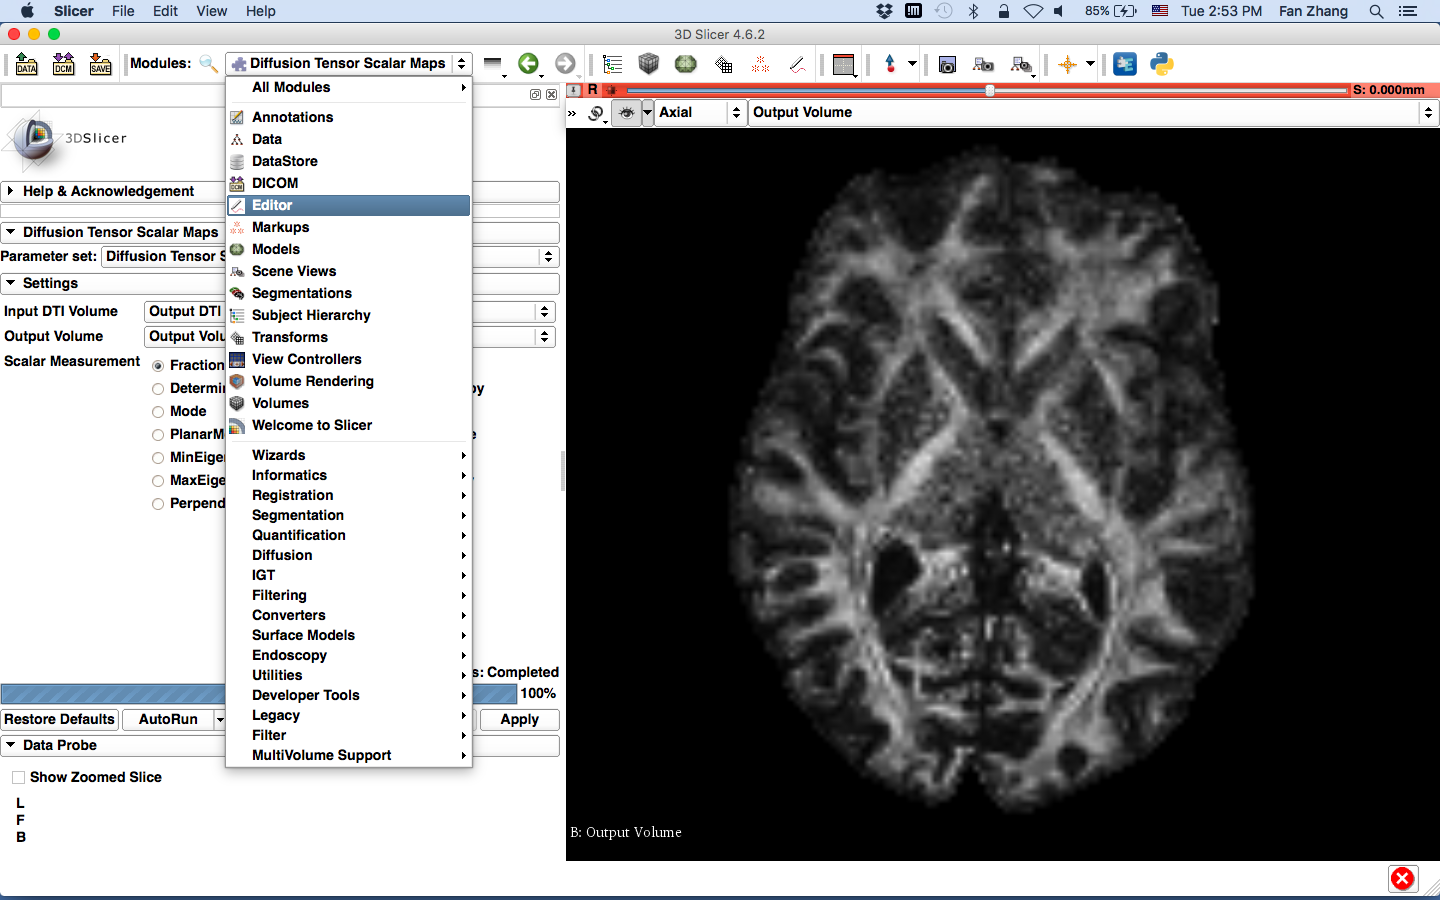 Slicer File Edit View Help 85% Tue 2:53 PM Fan Zhang
3D Slicer 4.6.2
DATA DCM SAVE Modules: Diffusion Tensor Scalar Maps
All Modules
R S: 0.000mm
Axial Output Volume
3DSlicer
Annotations
Data
DataStore
DICOM
Editor
Markups
Models
Scene Views
Segmentations
Subject Hierarchy
Transforms
View Controllers
Volume Rendering
Volumes
Welcome to Slicer
Wizards
Informatics
Registration
Segmentation
Quantification
Diffusion
IGT
Filtering
Converters
Surface Models
Endoscopy
Utilities
Developer Tools
Legacy
Filter
MultiVolume Support
Help & Acknowledgement
Diffusion Tensor Scalar Maps
Parameter set: Diffusion Tensor S
Settings
Input DTI Volume Output DTI
Output Volume Output Volu
Scalar Measurement Fraction
Determin py
Mode
PlanarM e
MinEige
MaxEige
Perpend
s: Completed
100%
Restore Defaults AutoRun Apply
Data Probe
Show Zoomed Slice
L
F
B
B: Output Volume